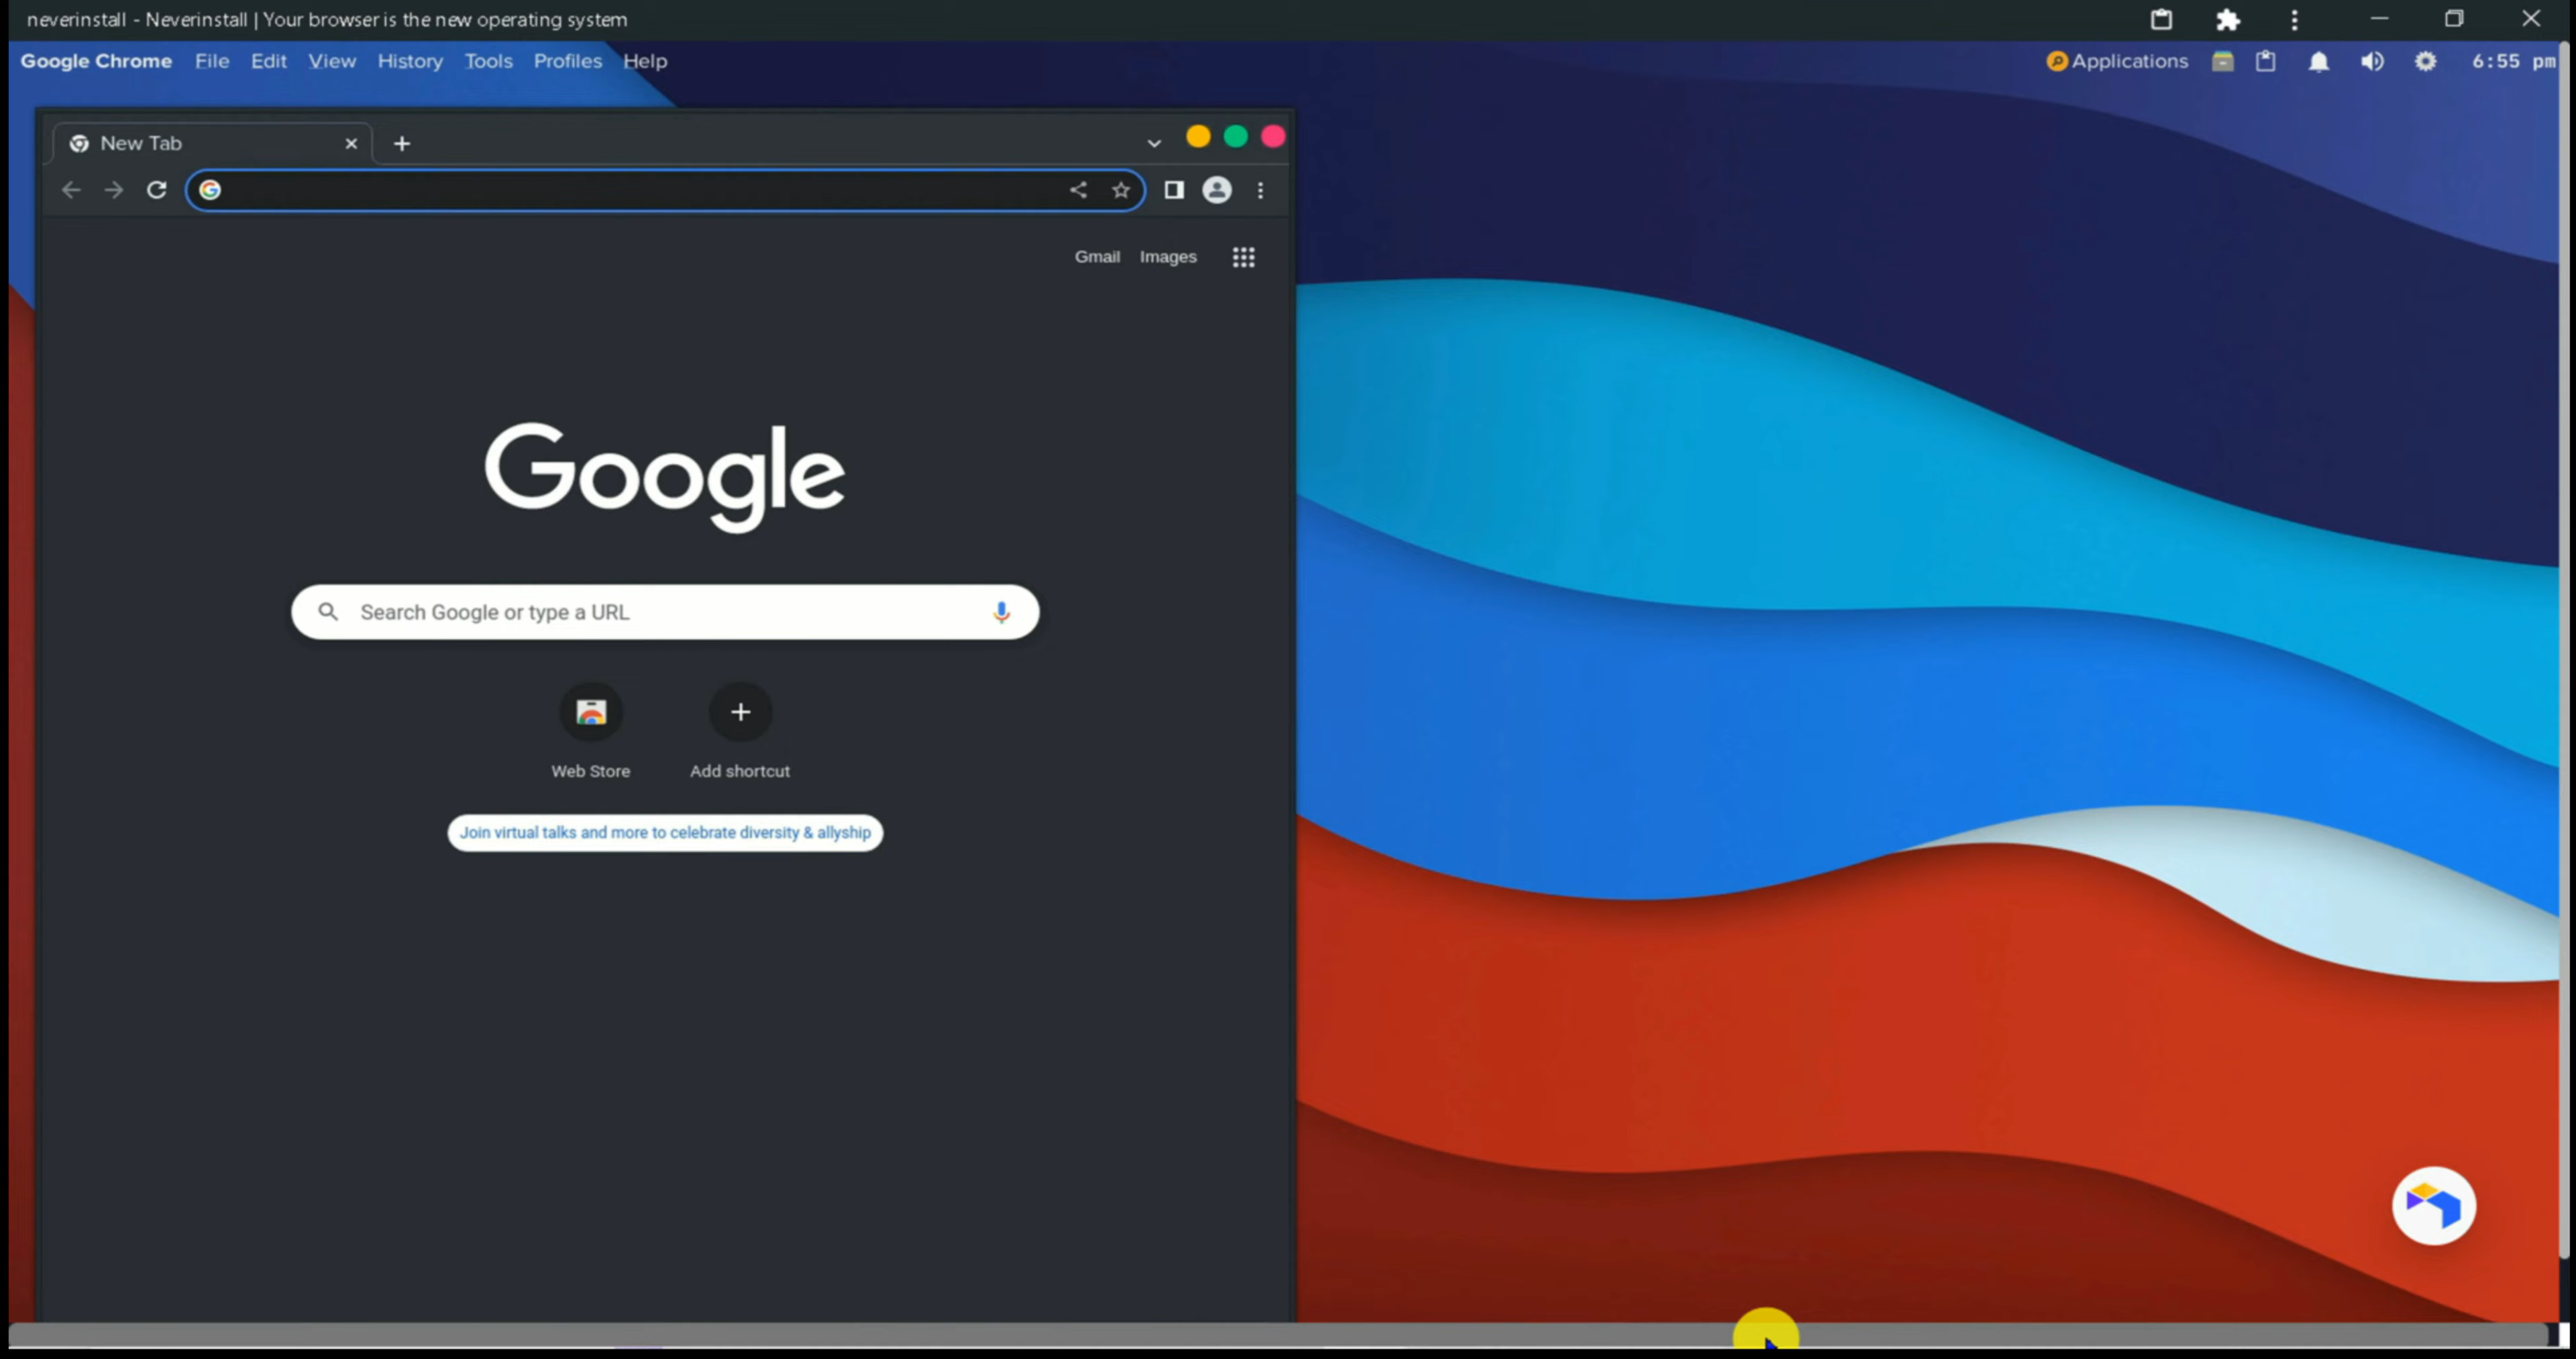 neverinstall - Neverinstall | Your browser is the new operating system
Google Chrome File Edit View History Tools Profiles Help
Applications 6:55 pm
New Tab
Gmail Images
Google
Search Google or type a URL
Web Store Add shortcut
Join virtual talks and more to celebrate diversity & allyship